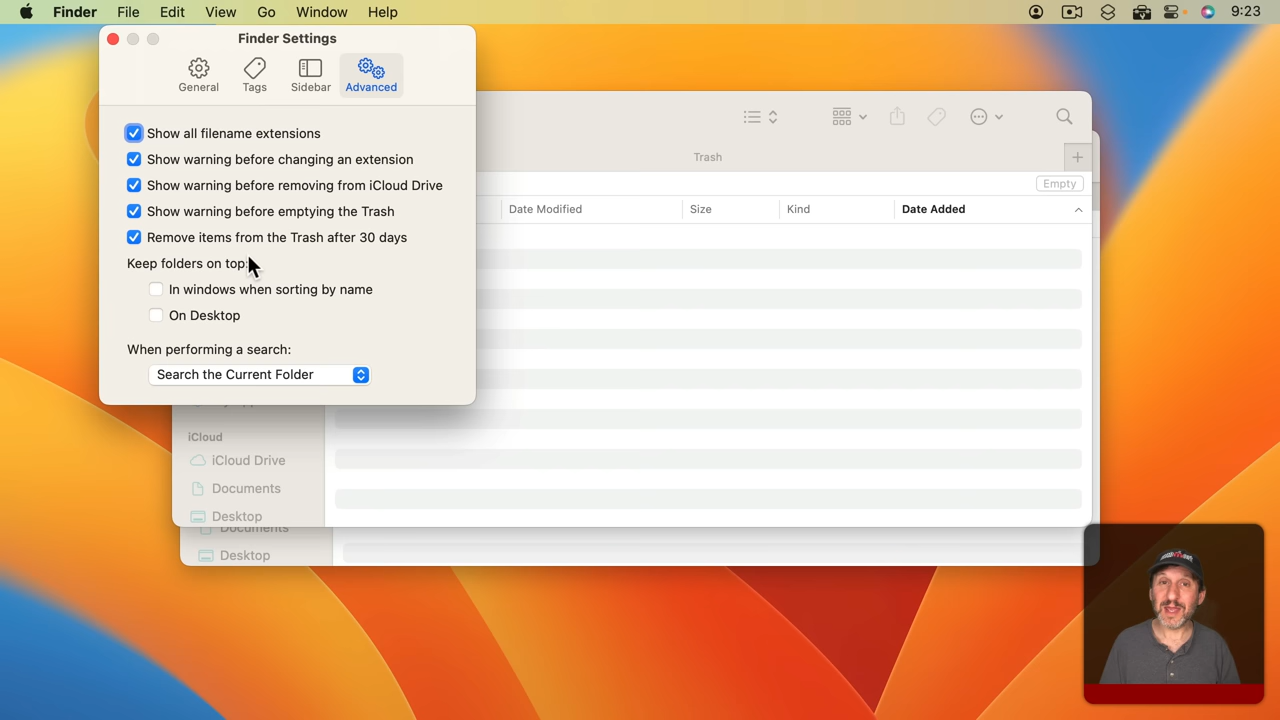 Finder File Edit View Go Window Help 9:23
Finder Settings
General Tags Sidebar Advanced
Show all filename extensions
Show warning before changing an extension
Show warning before removing from iCloud Drive
Show warning before emptying the Trash
Remove items from the Trash after 30 days
Keep folders on top:
In windows when sorting by name
On Desktop
When performing a search:
Search the Current Folder
Trash
Empty
Date Modified Size Kind Date Added
iCloud
iCloud Drive
Documents
Desktop
Documents
Desktop